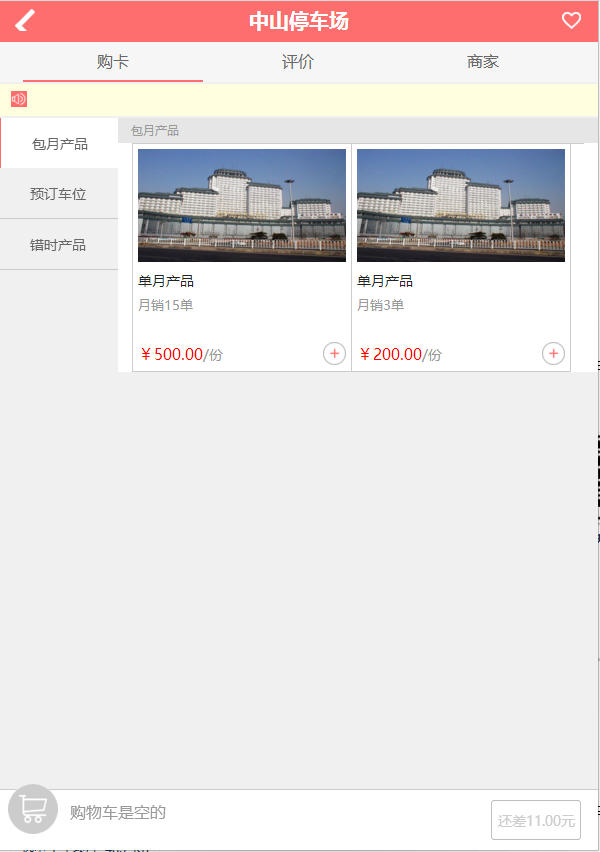 中山停车场
购卡 评价 商家
包月产品
预订车位
错时产品
包月产品
单月产品
月销15单
￥500.00/份
单月产品
月销3单
￥200.00/份
购物车是空的
还差11.00元